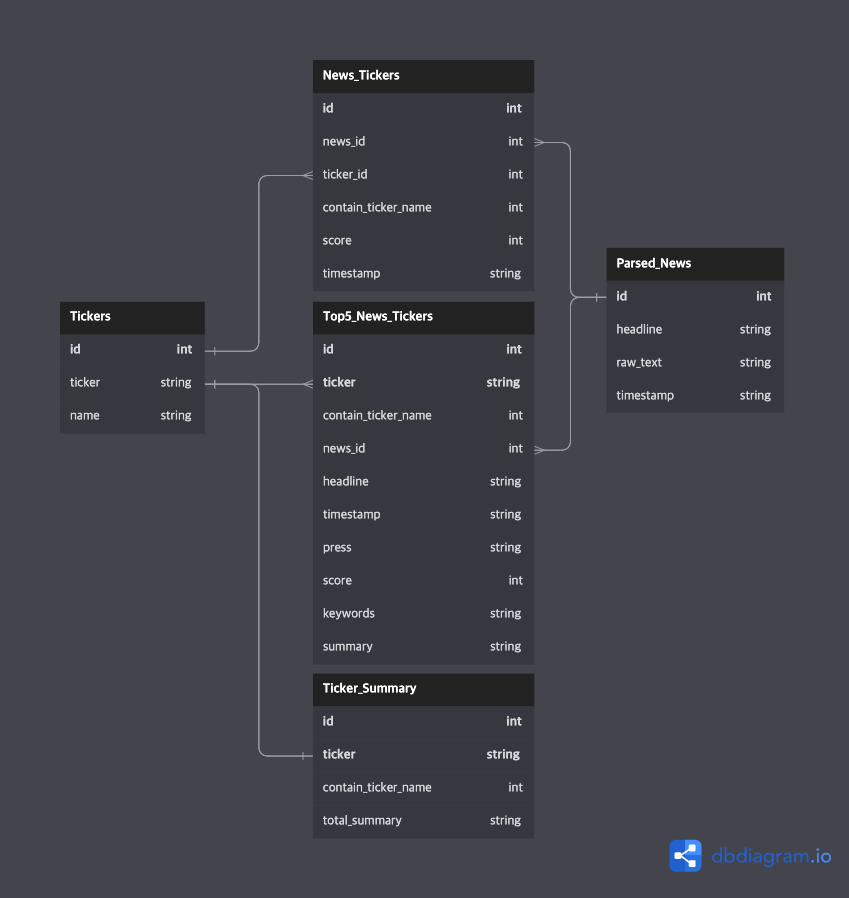 News_Tickers
id int
news_id int
ticker_id int
contain_ticker_name int
score int
timestamp string
Tickers
id int
ticker string
name string
Top5_News_Tickers
id int
ticker string
contain_ticker_name int
news_id int
headline string
timestamp string
press string
score int
keywords string
summary string
Parsed_News
id int
headline string
raw_text string
timestamp string
Ticker_Summary
id int
ticker string
contain_ticker_name int
total_summary string
dbdiagram.io